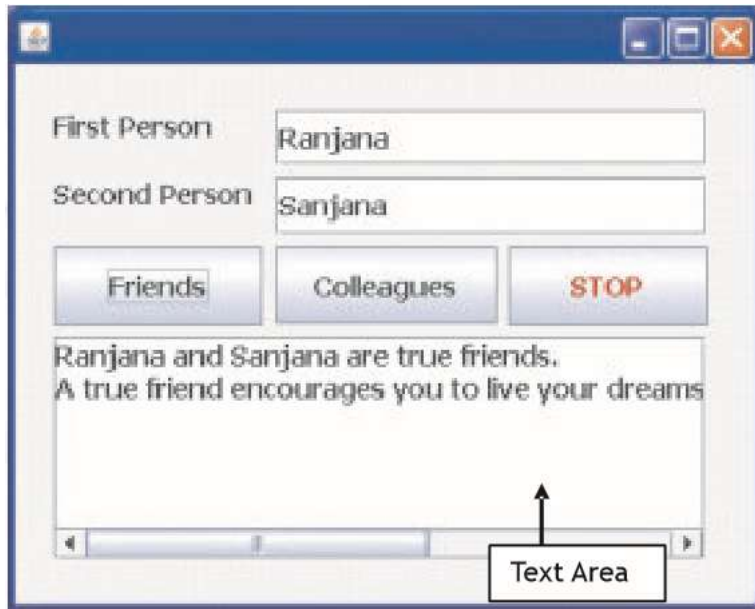 First Person
Ranjana
Second Person
Sanjana
Friends
Colleagues
STOP
Ranjana and Sanjana are true friends.
A true friend encourages you to live your dreams
Text Area